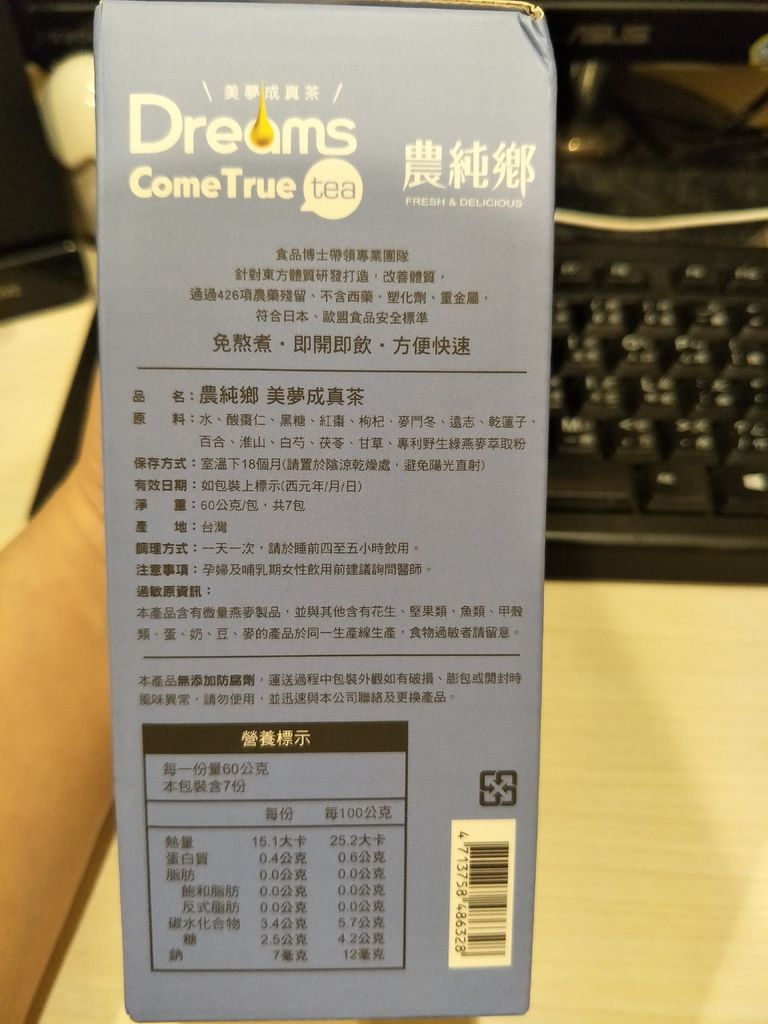 \ 美夢成真茶 /
Dreams
Come True tea
農純鄉
FRESH & DELICIOUS
食品博士帶領專業團隊
針對東方體質研發打造，改善體質，
通過426項農藥殘留、不含西藥、塑化劑、重金屬，
符合日本、歐盟食品安全標準
免熬煮・即開即飲・方便快速
品　　名：農純鄉 美夢成真茶
原　　料：水、酸棗仁、黑糖、紅棗、枸杞、麥門冬、遠志、乾蓮子、
百合、淮山、白芍、茯苓、甘草、專利野生綠燕麥萃取粉
保存方式：室溫下18個月(請置於陰涼乾燥處，避免陽光直射)
有效日期：如包裝上標示(西元年/月/日)
淨　　重：60公克/包，共7包
產　　地：台灣
調理方式：一天一次，請於睡前四至五小時飲用。
注意事項：孕婦及哺乳期女性飲用前建議詢問醫師。
過敏原資訊：
本產品含有微量燕麥製品，並與其他含有花生、堅果類、魚類、甲殼
類、蛋、奶、豆、麥的產品於同一生產線生產，食物過敏者請留意。
本產品無添加防腐劑，運送過程中包裝外觀如有破損、膨包或開封時
風味異常，請勿使用，並迅速與本公司聯絡及更換產品。
營養標示
每一份量60公克
本包裝含7份
每份 每100公克
熱量 15.1大卡 25.2大卡
蛋白質 0.4公克 0.6公克
脂肪 0.0公克 0.0公克
飽和脂肪 0.0公克 0.0公克
反式脂肪 0.0公克 0.0公克
碳水化合物 3.4公克 5.7公克
糖 2.5公克 4.2公克
鈉 7毫克 12毫克
4 713758 486328
ASUS